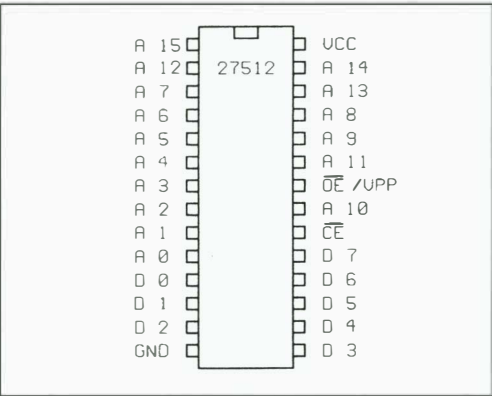 A 15 VCC
A 12 27512 A 14
A 7 A 13
A 6 A 8
A 5 A 9
A 4 A 11
A 3 OE /VPP
A 2 A 10
A 1 CE
A 0 D 7
D 0 D 6
D 1 D 5
D 2 D 4
GND D 3